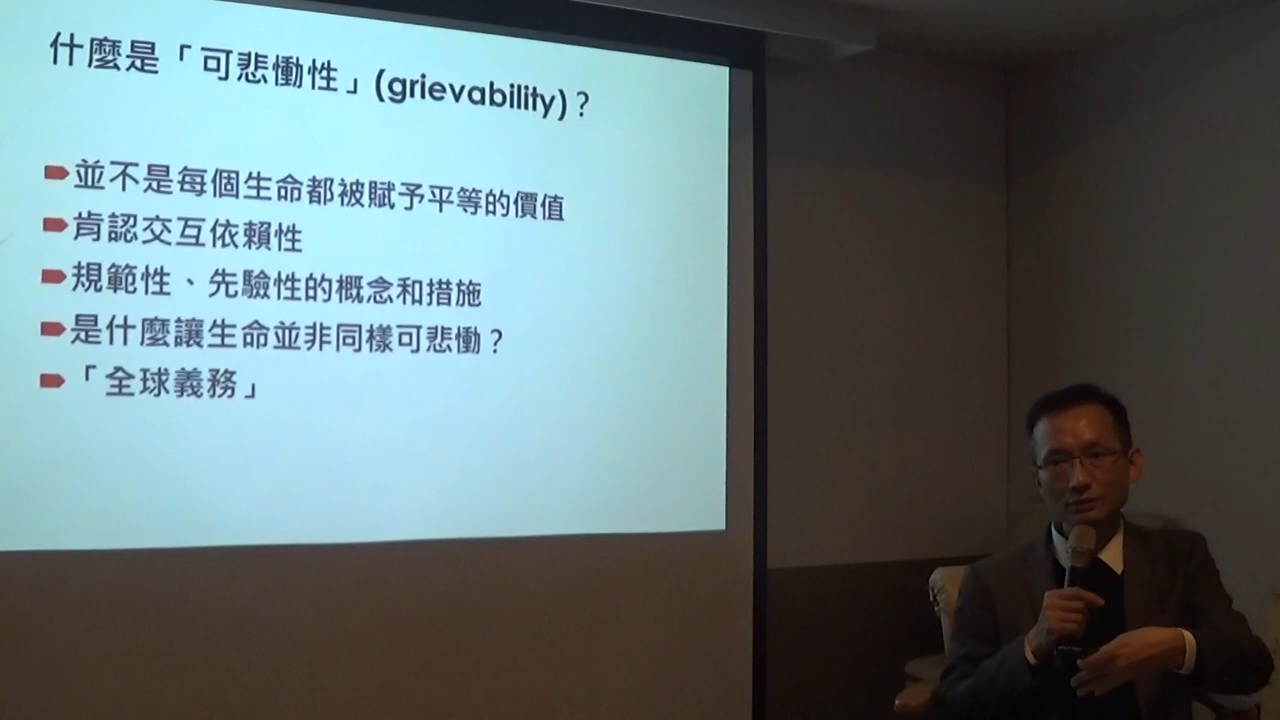 什麼是「可悲慟性」(grievability)？
並不是每個生命都被賦予平等的價值
肯認交互依賴性
規範性、先驗性的概念和措施
是什麼讓生命並非同樣可悲慟？
「全球義務」